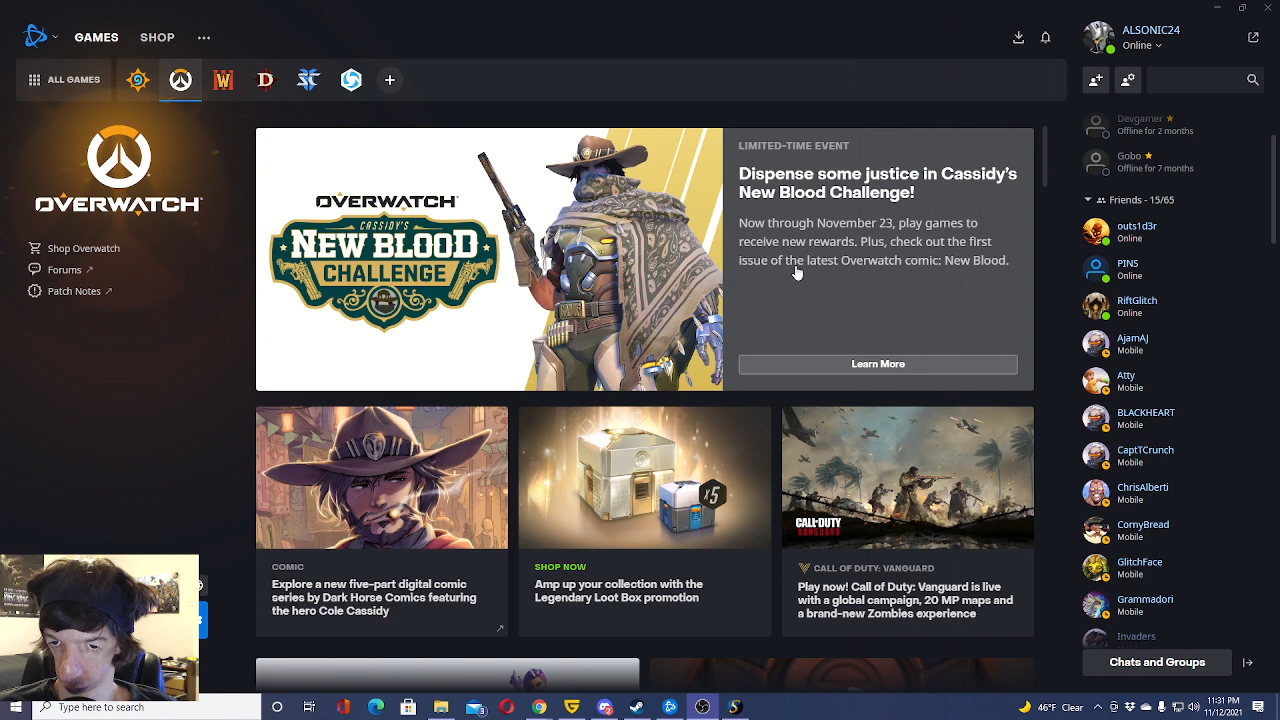 GAMES
SHOP
ALSONIC24
Online
ALL GAMES
OVERWATCH
Shop Overwatch
Forums
Patch Notes
OVERWATCH
CASSIDY'S
NEW BLOOD
CHALLENGE
LIMITED-TIME EVENT
Dispense some justice in Cassidy's
New Blood Challenge!
Now through November 23, play games to
receive new rewards. Plus, check out the first
issue of the latest Overwatch comic: New Blood.
Learn More
COMIC
Explore a new five-part digital comic
series by Dark Horse Comics featuring
the hero Cole Cassidy
x5
SHOP NOW
Amp up your collection with the
Legendary Loot Box promotion
CALL OF DUTY
VANGUARD
CALL OF DUTY: VANGUARD
Play now! Call of Duty: Vanguard is live
with a global campaign, 20 MP maps and
a brand-new Zombies experience
Devgamer
Offline for 2 months
Gobo
Offline for 7 months
Friends - 15/65
outs1d3r
Online
PINS
Online
RiftGlitch
Online
AjamAJ
Mobile
Atty
Mobile
BLACKHEART
Mobile
CaptTCrunch
Mobile
ChrisAlberti
Mobile
CornyBread
Mobile
GlitchFace
Mobile
Grammadori
Mobile
Invaders
Chats and Groups
Type here to search
46°F Clear
11:31 PM
11/12/2021